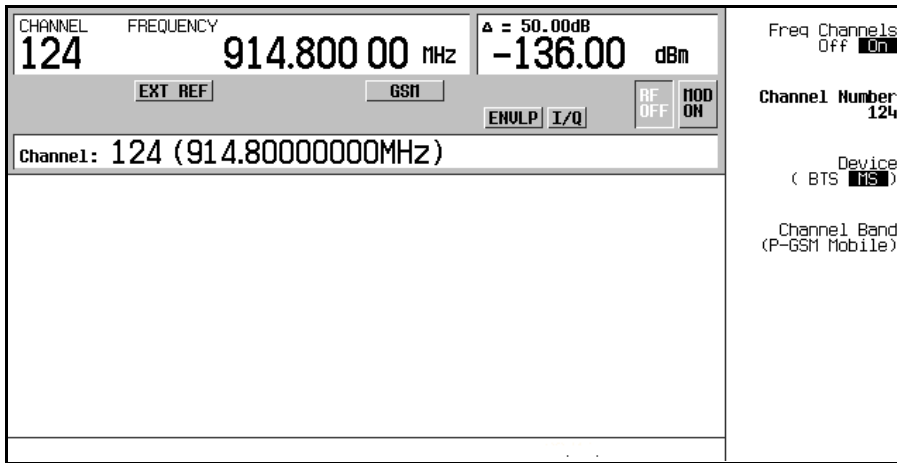 CHANNEL FREQUENCY
124 914.800 00 MHz
Δ = 50.00dB
-136.00 dBm
EXT REF GSM
ENVLP I/Q
RF OFF
MOD ON
Channel: 124 (914.80000000MHz)
Freq Channels
Off On
Channel Number
124
Device
( BTS MS )
Channel Band
(P-GSM Mobile)